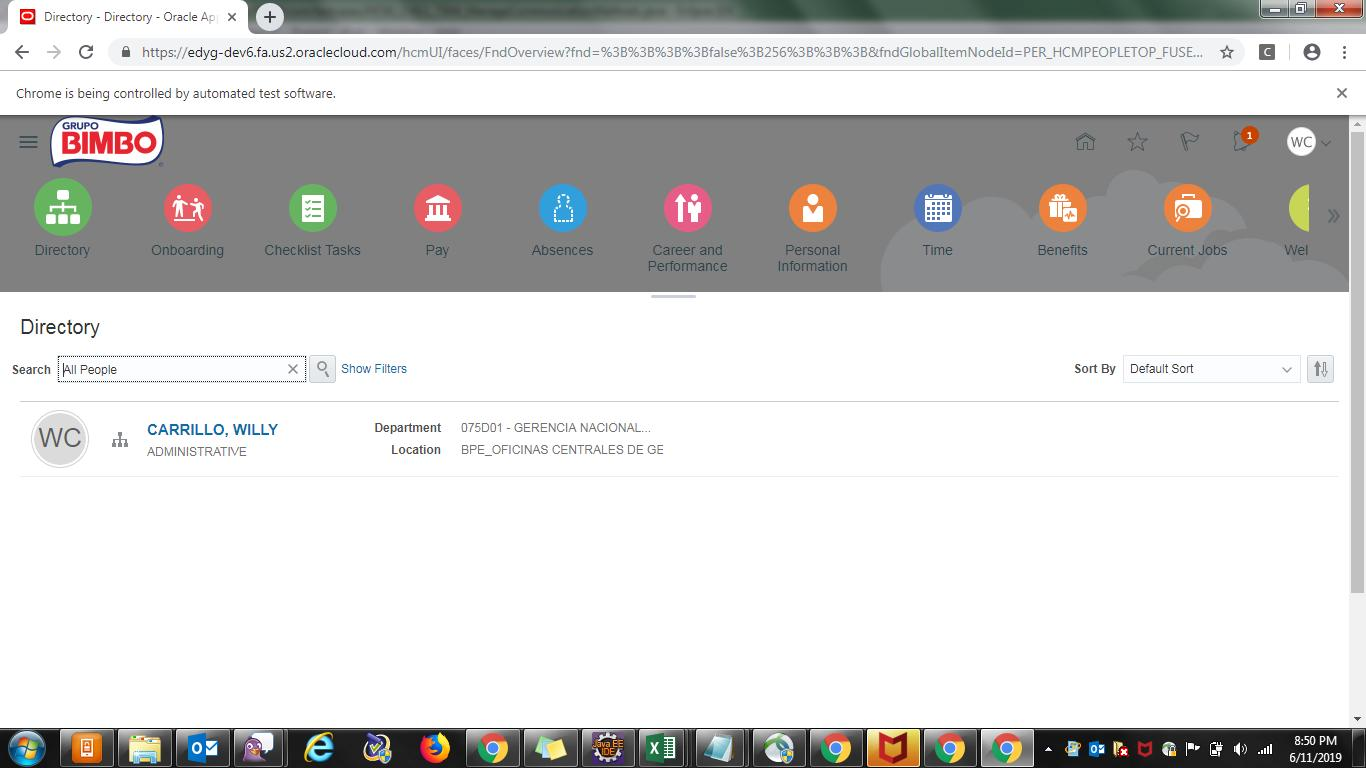 Directory - Directory - Oracle Ap
https://edyg-dev6.fa.us2.oraclecloud.com/hcmUI/faces/FndOverview?fnd=%3B%3B%3B%3Bfalse%3B256%3B%3B%3B&fndGlobalItemNodeId=PER_HCMPEOPLETOP_FUSE...
C
Chrome is being controlled by automated test software.
GRUPO
BIMBO
1
WC
Directory
Onboarding
Checklist Tasks
Pay
Absences
Career and
Performance
Personal
Information
Time
Benefits
Current Jobs
Wel
Directory
Search
All People
Show Filters
Sort By
Default Sort
WC
CARRILLO, WILLY
ADMINISTRATIVE
Department
075D01 - GERENCIA NACIONAL...
Location
BPE_OFICINAS CENTRALES DE GE
Java EE
IDE
8:50 PM
6/11/2019